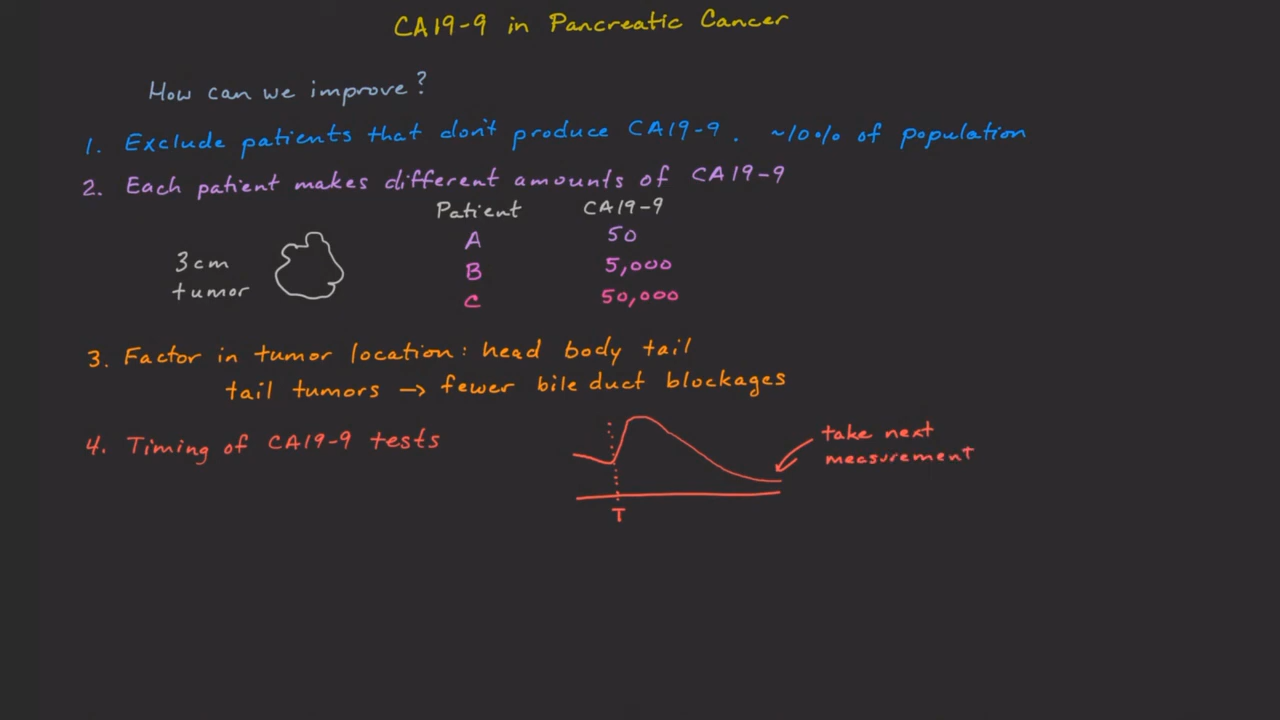 CA19-9 in Pancreatic Cancer
How can we improve?
1. Exclude patients that don't produce CA19-9. ~10% of population
2. Each patient makes different amounts of CA19-9
Patient CA19-9
A 50
B 5,000
C 50,000
3cm
tumor
3. Factor in tumor location: head body tail
tail tumors → fewer bile duct blockages
4. Timing of CA19-9 tests
take next
measurement
T